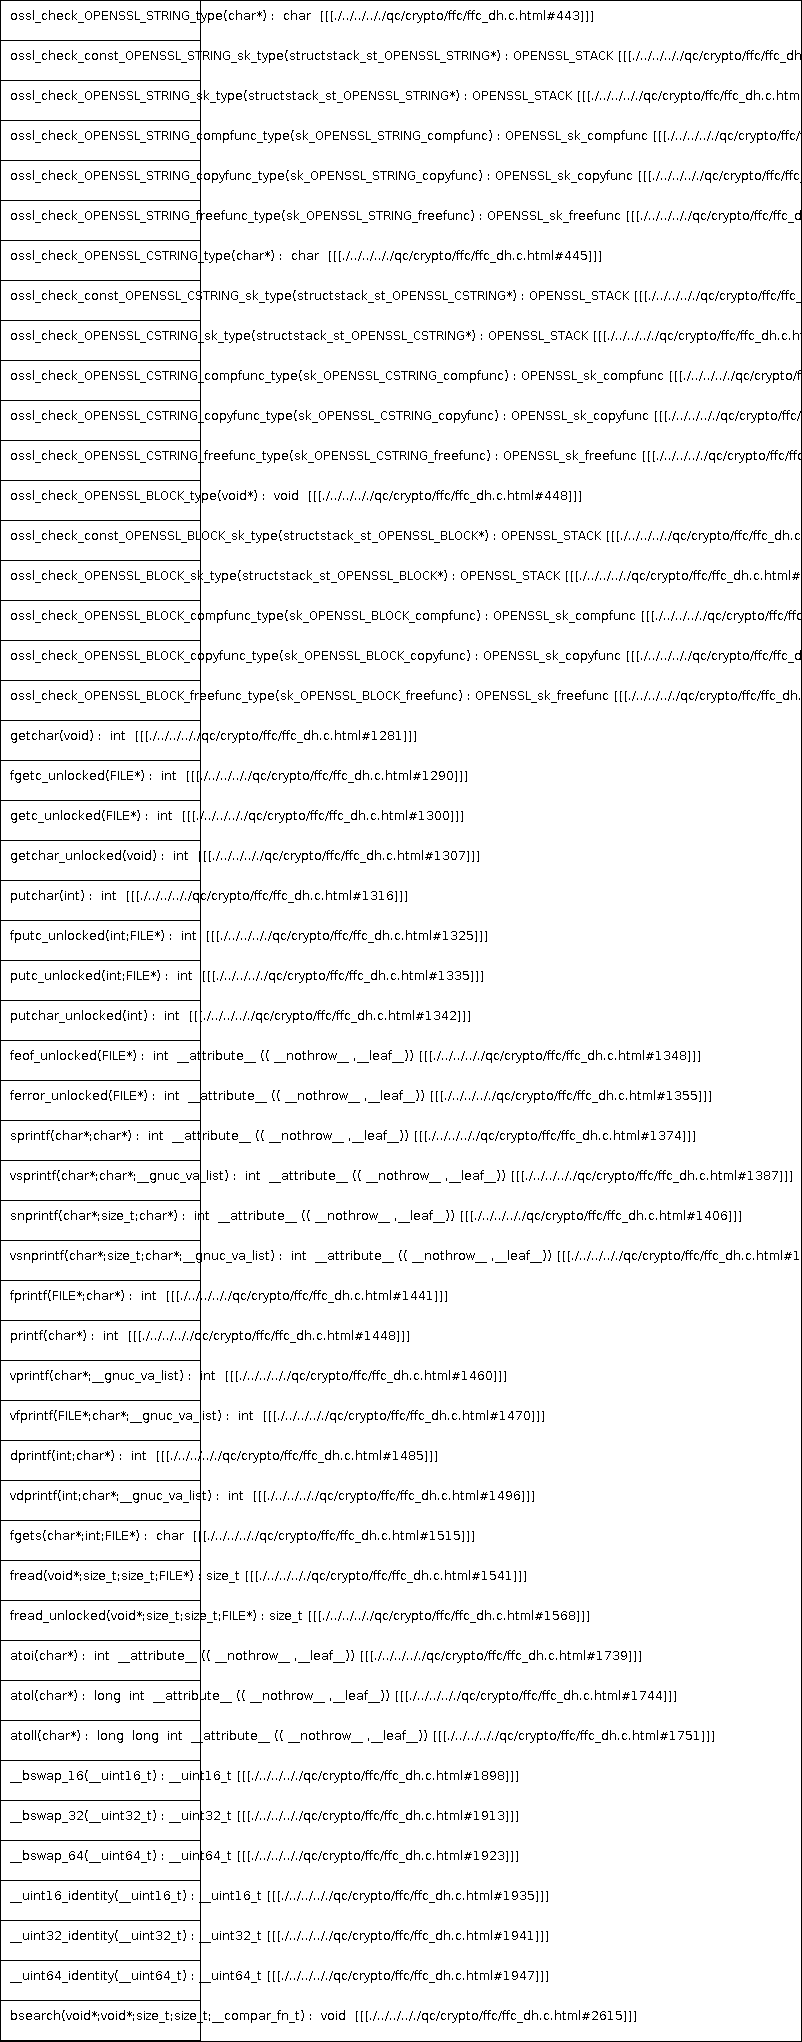 ossl_check_OPENSSL_STRING_type(char*) : char [[[./../../../../qc/crypto/ffc/ffc_dh.c.html#443]]]
ossl_check_const_OPENSSL_STRING_sk_type(structstack_st_OPENSSL_STRING*) : OPENSSL_STACK [[[./../../../../qc/crypto/ffc/ffc_dh
ossl_check_OPENSSL_STRING_sk_type(structstack_st_OPENSSL_STRING*) : OPENSSL_STACK [[[./../../../../qc/crypto/ffc/ffc_dh.c.htm
ossl_check_OPENSSL_STRING_compfunc_type(sk_OPENSSL_STRING_compfunc) : OPENSSL_sk_compfunc [[[./../../../../qc/crypto/ffc/
ossl_check_OPENSSL_STRING_copyfunc_type(sk_OPENSSL_STRING_copyfunc) : OPENSSL_sk_copyfunc [[[./../../../../qc/crypto/ffc/ffc_
ossl_check_OPENSSL_STRING_freefunc_type(sk_OPENSSL_STRING_freefunc) : OPENSSL_sk_freefunc [[[./../../../../qc/crypto/ffc/ffc_d
ossl_check_OPENSSL_CSTRING_type(char*) : char [[[./../../../../qc/crypto/ffc/ffc_dh.c.html#445]]]
ossl_check_const_OPENSSL_CSTRING_sk_type(structstack_st_OPENSSL_CSTRING*) : OPENSSL_STACK [[[./../../../../qc/crypto/ffc/ffc_
ossl_check_OPENSSL_CSTRING_sk_type(structstack_st_OPENSSL_CSTRING*) : OPENSSL_STACK [[[./../../../../qc/crypto/ffc/ffc_dh.c.h
ossl_check_OPENSSL_CSTRING_compfunc_type(sk_OPENSSL_CSTRING_compfunc) : OPENSSL_sk_compfunc [[[./../../../../qc/crypto/f
ossl_check_OPENSSL_CSTRING_copyfunc_type(sk_OPENSSL_CSTRING_copyfunc) : OPENSSL_sk_copyfunc [[[./../../../../qc/crypto/ffc/
ossl_check_OPENSSL_CSTRING_freefunc_type(sk_OPENSSL_CSTRING_freefunc) : OPENSSL_sk_freefunc [[[./../../../../qc/crypto/ffc/ffc
ossl_check_OPENSSL_BLOCK_type(void*) : void [[[./../../../../qc/crypto/ffc/ffc_dh.c.html#448]]]
ossl_check_const_OPENSSL_BLOCK_sk_type(structstack_st_OPENSSL_BLOCK*) : OPENSSL_STACK [[[./../../../../qc/crypto/ffc/ffc_dh.c
ossl_check_OPENSSL_BLOCK_sk_type(structstack_st_OPENSSL_BLOCK*) : OPENSSL_STACK [[[./../../../../qc/crypto/ffc/ffc_dh.c.html#
ossl_check_OPENSSL_BLOCK_compfunc_type(sk_OPENSSL_BLOCK_compfunc) : OPENSSL_sk_compfunc [[[./../../../../qc/crypto/ffc/ffc
ossl_check_OPENSSL_BLOCK_copyfunc_type(sk_OPENSSL_BLOCK_copyfunc) : OPENSSL_sk_copyfunc [[[./../../../../qc/crypto/ffc/ffc_d
ossl_check_OPENSSL_BLOCK_freefunc_type(sk_OPENSSL_BLOCK_freefunc) : OPENSSL_sk_freefunc [[[./../../../../qc/crypto/ffc/ffc_dh.
getchar(void) : int [[[./../../../../qc/crypto/ffc/ffc_dh.c.html#1281]]]
fgetc_unlocked(FILE*) : int [[[./../../../../qc/crypto/ffc/ffc_dh.c.html#1290]]]
getc_unlocked(FILE*) : int [[[./../../../../qc/crypto/ffc/ffc_dh.c.html#1300]]]
getchar_unlocked(void) : int [[[./../../../../qc/crypto/ffc/ffc_dh.c.html#1307]]]
putchar(int) : int [[[./../../../../qc/crypto/ffc/ffc_dh.c.html#1316]]]
fputc_unlocked(int;FILE*) : int [[[./../../../../qc/crypto/ffc/ffc_dh.c.html#1325]]]
putc_unlocked(int;FILE*) : int [[[./../../../../qc/crypto/ffc/ffc_dh.c.html#1335]]]
putchar_unlocked(int) : int [[[./../../../../qc/crypto/ffc/ffc_dh.c.html#1342]]]
feof_unlocked(FILE*) : int __attribute__ (( __nothrow__ ,__leaf__)) [[[./../../../../qc/crypto/ffc/ffc_dh.c.html#1348]]]
ferror_unlocked(FILE*) : int __attribute__ (( __nothrow__ ,__leaf__)) [[[./../../../../qc/crypto/ffc/ffc_dh.c.html#1355]]]
sprintf(char*;char*) : int __attribute__ (( __nothrow__ ,__leaf__)) [[[./../../../../qc/crypto/ffc/ffc_dh.c.html#1374]]]
vsprintf(char*;char*;__gnuc_va_list) : int __attribute__ (( __nothrow__ ,__leaf__)) [[[./../../../../qc/crypto/ffc/ffc_dh.c.html#1387]]]
snprintf(char*;size_t;char*) : int __attribute__ (( __nothrow__ ,__leaf__)) [[[./../../../../qc/crypto/ffc/ffc_dh.c.html#1406]]]
vsnprintf(char*;size_t;char*;__gnuc_va_list) : int __attribute__ (( __nothrow__ ,__leaf__)) [[[./../../../../qc/crypto/ffc/ffc_dh.c.html#1
fprintf(FILE*;char*) : int [[[./../../../../qc/crypto/ffc/ffc_dh.c.html#1441]]]
printf(char*) : int [[[./../../../../qc/crypto/ffc/ffc_dh.c.html#1448]]]
vprintf(char*;__gnuc_va_list) : int [[[./../../../../qc/crypto/ffc/ffc_dh.c.html#1460]]]
vfprintf(FILE*;char*;__gnuc_va_list) : int [[[./../../../../qc/crypto/ffc/ffc_dh.c.html#1470]]]
dprintf(int;char*) : int [[[./../../../../qc/crypto/ffc/ffc_dh.c.html#1485]]]
vdprintf(int;char*;__gnuc_va_list) : int [[[./../../../../qc/crypto/ffc/ffc_dh.c.html#1496]]]
fgets(char*;int;FILE*) : char [[[./../../../../qc/crypto/ffc/ffc_dh.c.html#1515]]]
fread(void*;size_t;size_t;FILE*) : size_t [[[./../../../../qc/crypto/ffc/ffc_dh.c.html#1541]]]
fread_unlocked(void*;size_t;size_t;FILE*) : size_t [[[./../../../../qc/crypto/ffc/ffc_dh.c.html#1568]]]
atoi(char*) : int __attribute__ (( __nothrow__ ,__leaf__)) [[[./../../../../qc/crypto/ffc/ffc_dh.c.html#1739]]]
atol(char*) : long int __attribute__ (( __nothrow__ ,__leaf__)) [[[./../../../../qc/crypto/ffc/ffc_dh.c.html#1744]]]
atoll(char*) : long long int __attribute__ (( __nothrow__ ,__leaf__)) [[[./../../../../qc/crypto/ffc/ffc_dh.c.html#1751]]]
__bswap_16(__uint16_t) : __uint16_t [[[./../../../../qc/crypto/ffc/ffc_dh.c.html#1898]]]
__bswap_32(__uint32_t) : __uint32_t [[[./../../../../qc/crypto/ffc/ffc_dh.c.html#1913]]]
__bswap_64(__uint64_t) : __uint64_t [[[./../../../../qc/crypto/ffc/ffc_dh.c.html#1923]]]
__uint16_identity(__uint16_t) : __uint16_t [[[./../../../../qc/crypto/ffc/ffc_dh.c.html#1935]]]
__uint32_identity(__uint32_t) : __uint32_t [[[./../../../../qc/crypto/ffc/ffc_dh.c.html#1941]]]
__uint64_identity(__uint64_t) : __uint64_t [[[./../../../../qc/crypto/ffc/ffc_dh.c.html#1947]]]
bsearch(void*;void*;size_t;size_t;__compar_fn_t) : void [[[./../../../../qc/crypto/ffc/ffc_dh.c.html#2615]]]